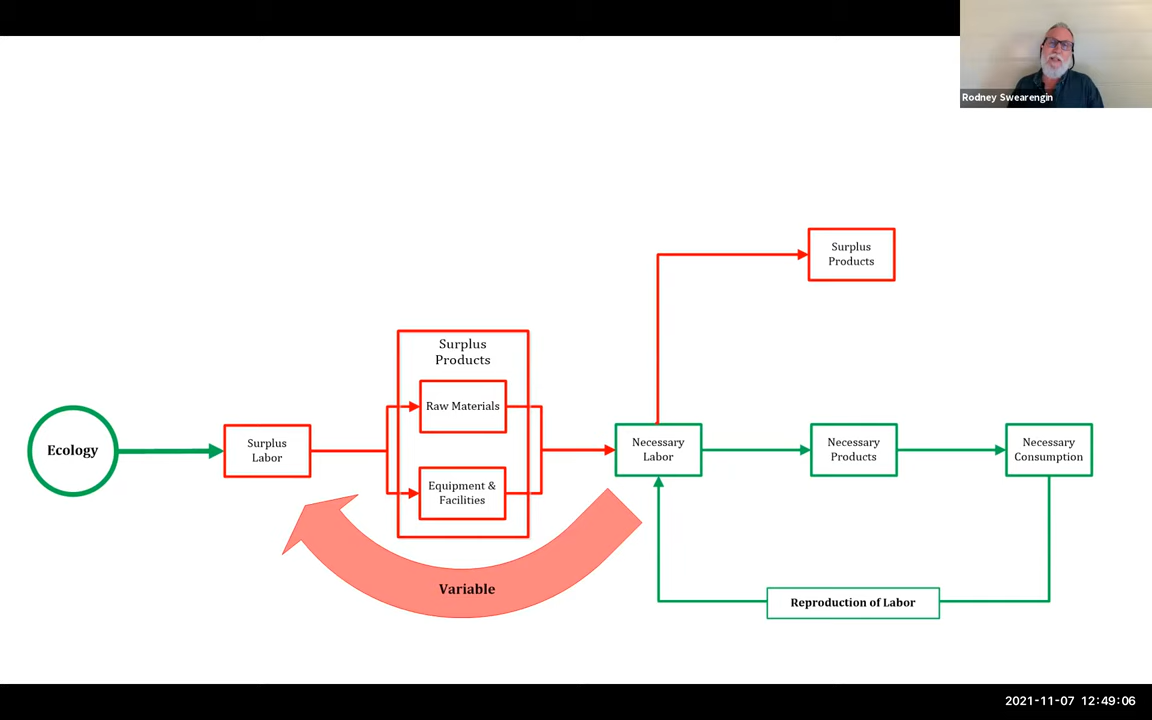 Rodney Swearengin
Surplus
Products
Surplus
Products
Raw Materials
Ecology
Surplus
Labor
Necessary
Labor
Necessary
Products
Necessary
Consumption
Equipment &
Facilities
Variable
Reproduction of Labor
2021-11-07 12:49:06